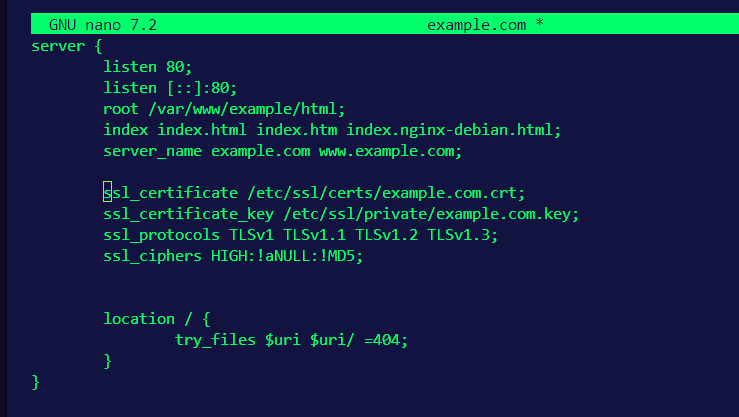 GNU nano 7.2 example.com *
server {
listen 80;
listen [::]:80;
root /var/www/example/html;
index index.html index.htm index.nginx-debian.html;
server_name example.com www.example.com;
ssl_certificate /etc/ssl/certs/example.com.crt;
ssl_certificate_key /etc/ssl/private/example.com.key;
ssl_protocols TLSv1 TLSv1.1 TLSv1.2 TLSv1.3;
ssl_ciphers HIGH:!aNULL:!MD5;
location / {
try_files $uri $uri/ =404;
}
}